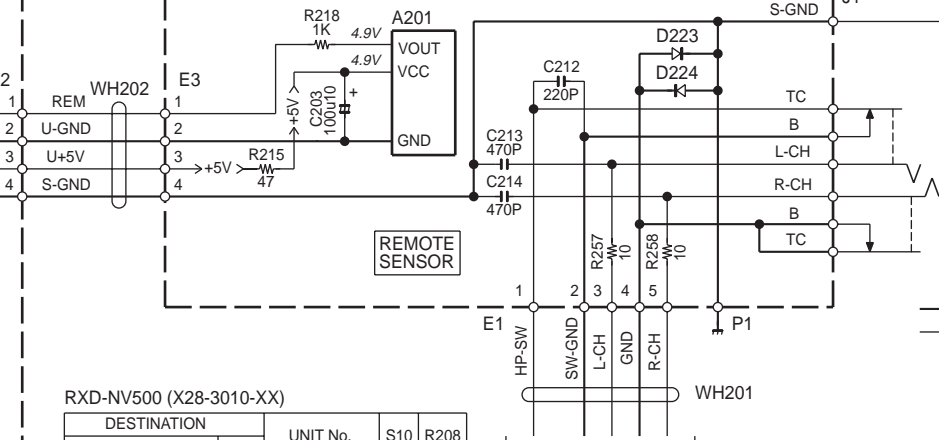 S-GND
R218
1K
4.9V
A201
VOUT
4.9V
VCC
D223
D224
C212
220P
TC
B
2
WH202
E3
1
REM
1
+5V
C203
100u10
+
2
U-GND
2
GND
C213
470P
L-CH
3
U+5V
3
+5V
R215
47
4
S-GND
4
C214
470P
R-CH
B
TC
REMOTE
SENSOR
R257
10
R258
10
1
2
3
4
5
E1
P1
HP-SW
SW-GND
L-CH
GND
R-CH
WH201
RXD-NV500 (X28-3010-XX)
DESTINATION
UNIT No.
S10
R208